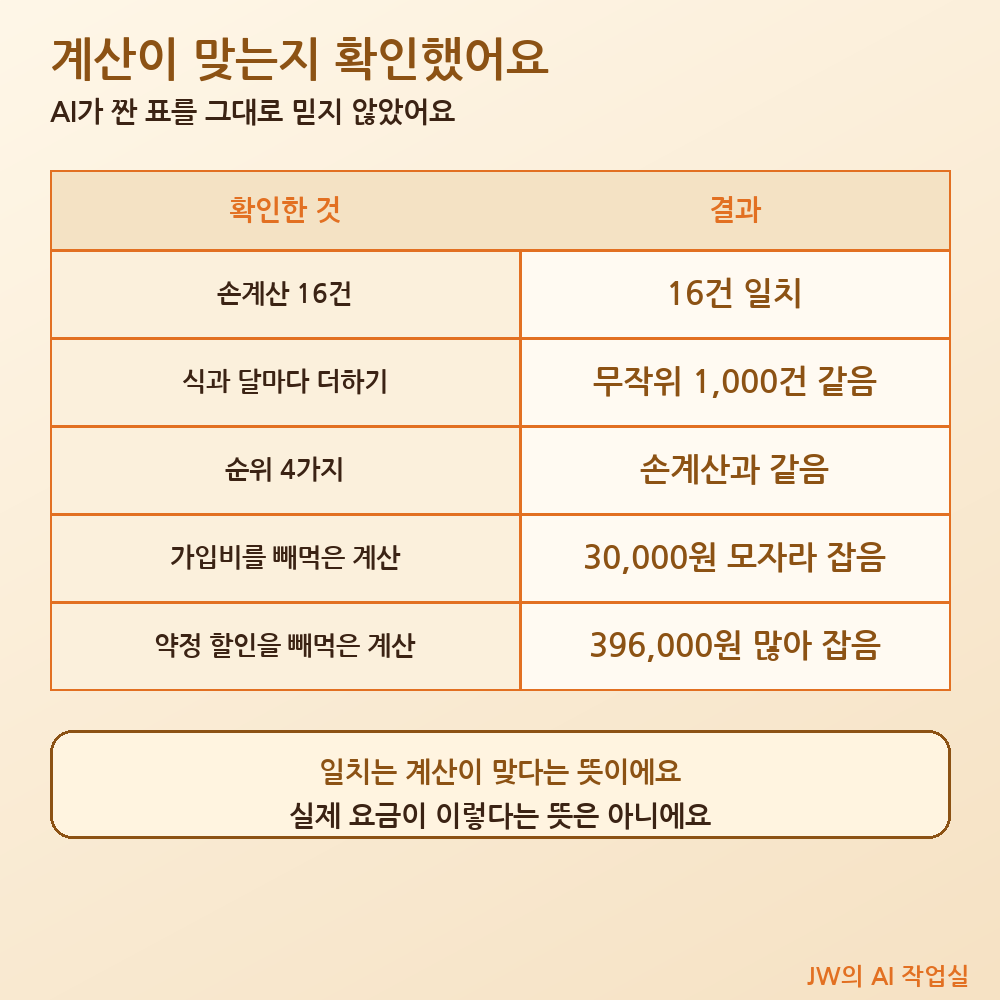 계산이 맞는지 확인했어요
AI가 짠 표를 그대로 믿지 않았어요
확인한 것 결과
손계산 16건 16건 일치
식과 달마다 더하기 무작위 1,000건 같음
순위 4가지 손계산과 같음
가입비를 빼먹은 계산 30,000원 모자라 잡음
약정 할인을 빼먹은 계산 396,000원 많아 잡음
일치는 계산이 맞다는 뜻이에요
실제 요금이 이렇다는 뜻은 아니에요
JW의 AI 작업실